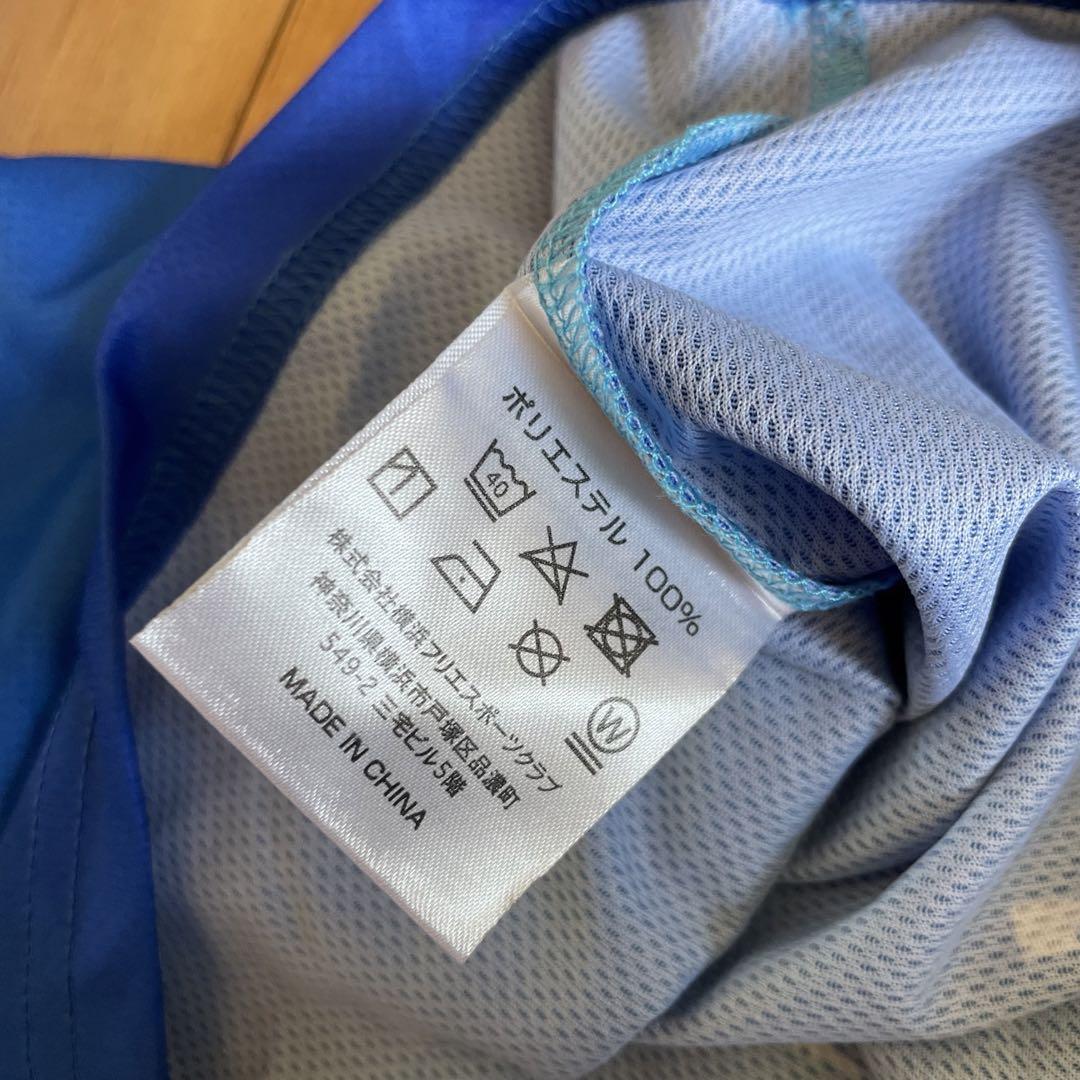 ポリエステル 100%
40
W
株式会社横浜フリエスポーツクラブ
神奈川県横浜市戸塚区品濃町
549-2 三宅ビル5階
MADE IN CHINA